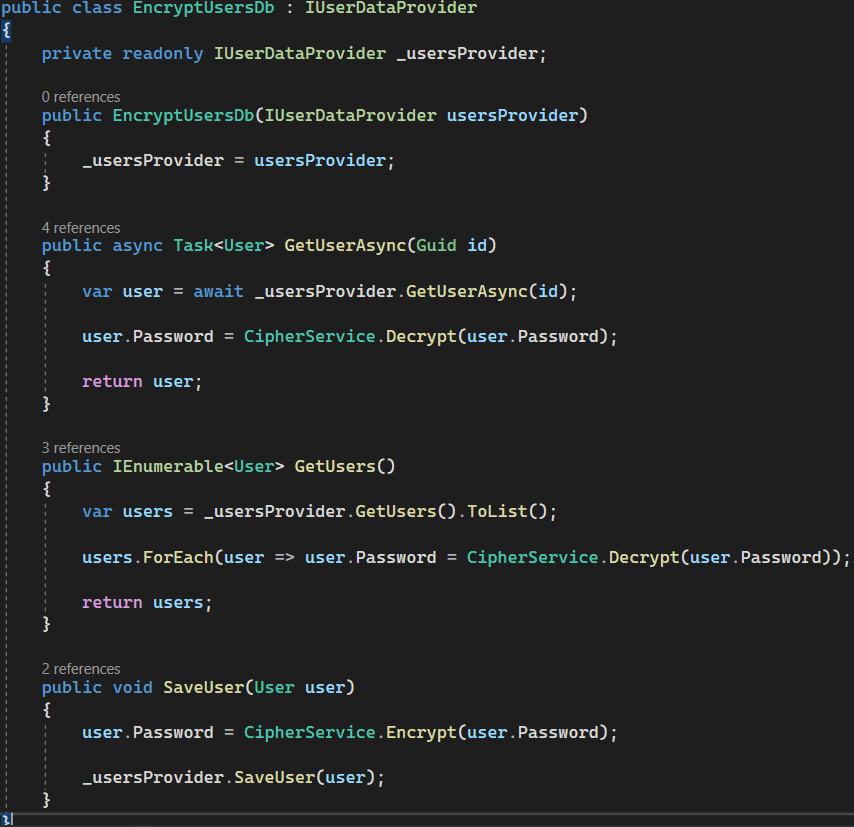 public class EncryptUsersDb : IUserDataProvider
{
private readonly IUserDataProvider _usersProvider;
0 references
public EncryptUsersDb(IUserDataProvider usersProvider)
{
_usersProvider = usersProvider;
}
4 references
public async Task<User> GetUserAsync(Guid id)
{
var user = await _usersProvider.GetUserAsync(id);
user.Password = CipherService.Decrypt(user.Password);
return user;
}
3 references
public IEnumerable<User> GetUsers()
{
var users = _usersProvider.GetUsers().ToList();
users.ForEach(user => user.Password = CipherService.Decrypt(user.Password));
return users;
}
2 references
public void SaveUser(User user)
{
user.Password = CipherService.Encrypt(user.Password);
_usersProvider.SaveUser(user);
}
}